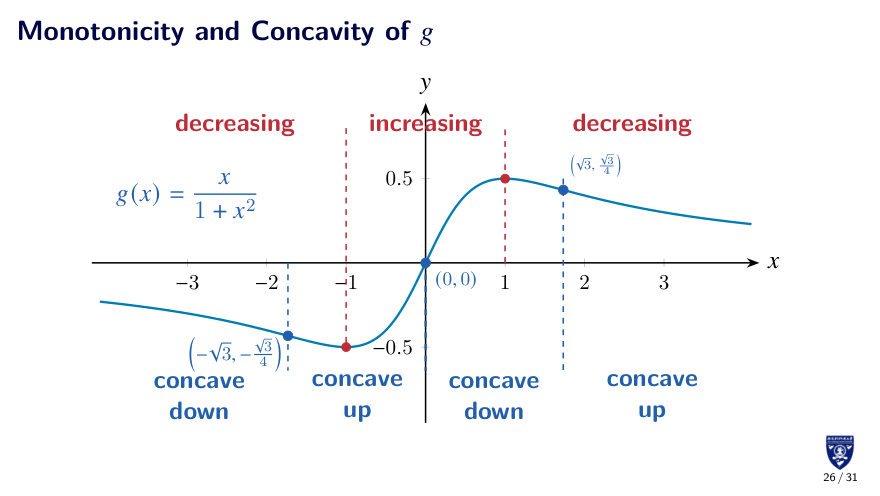 Monotonicity and Concavity of g
y
decreasing increasing decreasing
(√3, √3/4)
g(x) = x/(1 + x²)
0.5
x
−3 −2 −1 (0, 0) 1 2 3
−0.5
(−√3, −√3/4)
concave down
concave up
concave down
concave up
26 / 31